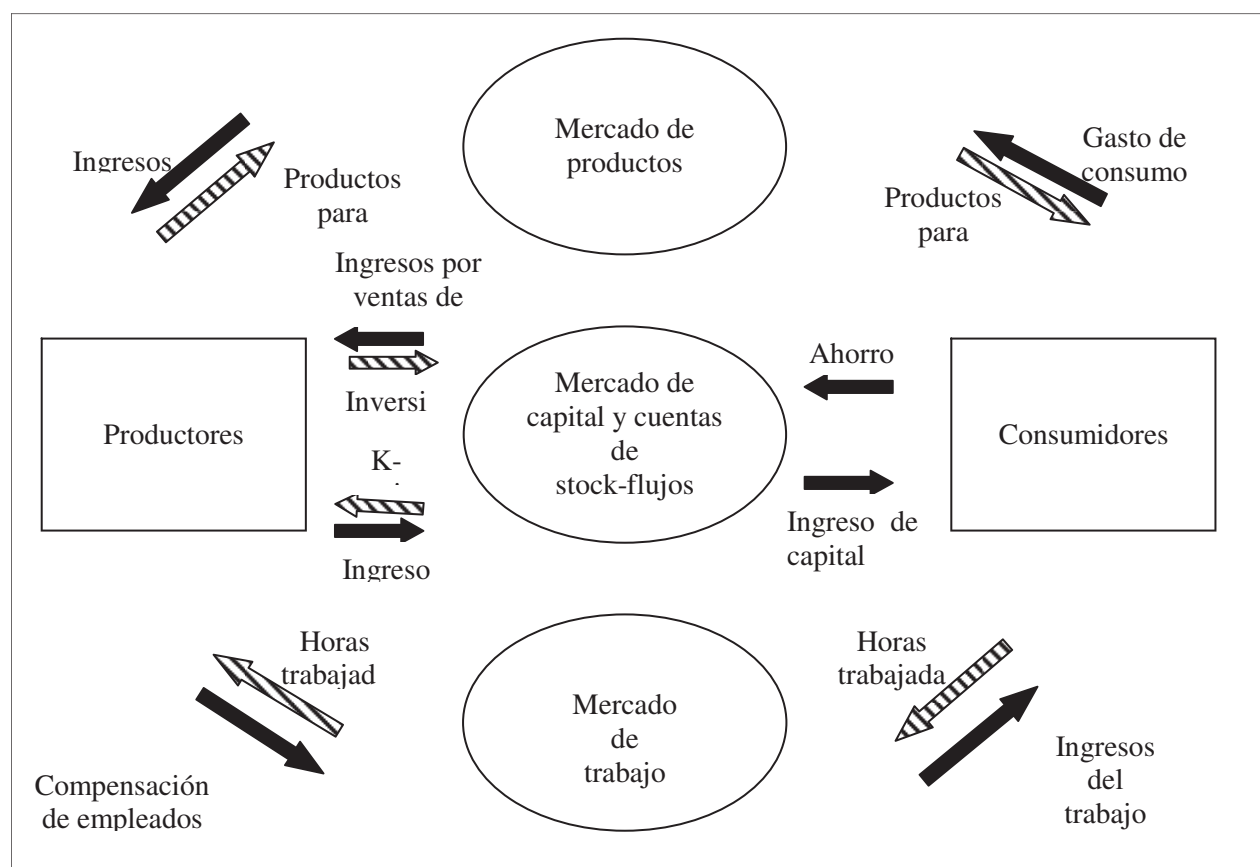 Mercado de
productos
Ingresos
Productos
para
Gasto de
consumo
Productos
para
Ingresos por
ventas de
Inversi
Productores
Mercado de
capital y cuentas
de
stock-flujos
Ahorro
Consumidores
K-
Ingreso
Ingreso de
capital
Horas
trabajad
Compensación
de empleados
Mercado
de
trabajo
Horas
trabajada
Ingresos
del
trabajo